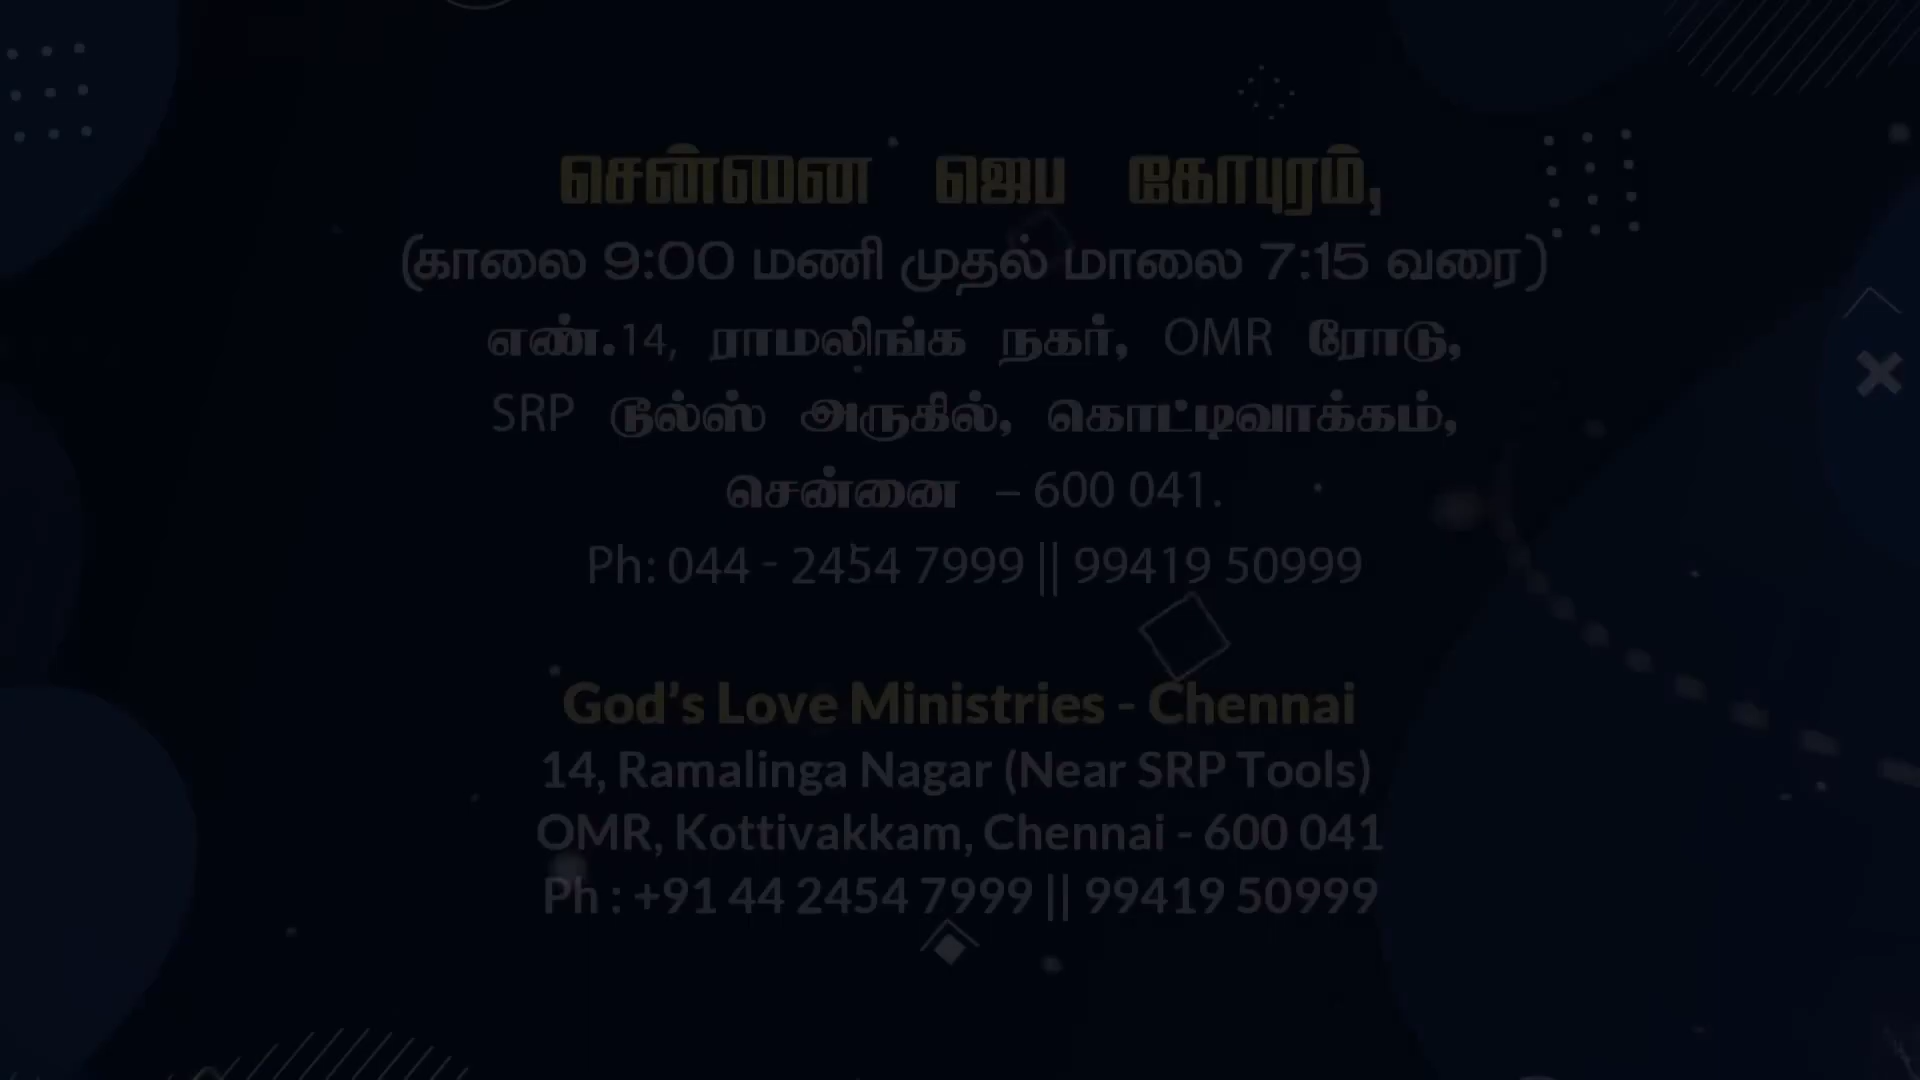 சென்னை ஜெப கோபுரம்,
(காலை 9:00 மணி முதல் மாலை 7:15 வரை)
எண்.14, ராமலிங்க நகர், OMR ரோடு,
SRP டூல்ஸ் அருகில், கொட்டிவாக்கம்,
சென்னை – 600 041.
Ph: 044 - 2454 7999 || 99419 50999
God’s Love Ministries - Chennai
14, Ramalinga Nagar (Near SRP Tools)
OMR, Kottivakkam, Chennai - 600 041
Ph : +91 44 2454 7999 || 99419 50999